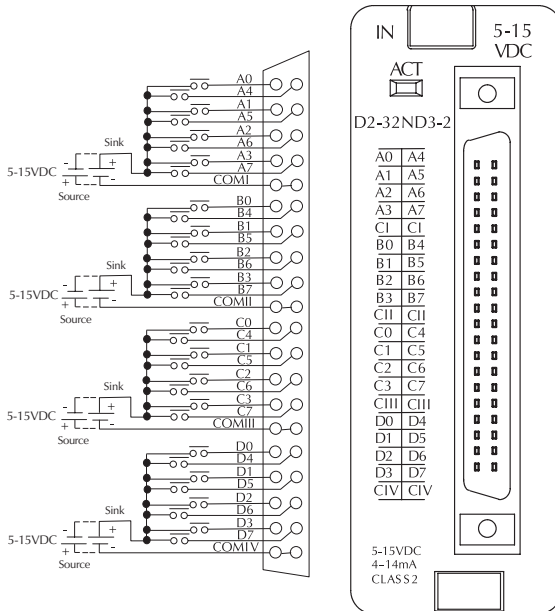 A0
A4
A1
A5
A2
A6
A3
A7
COMI
Sink
- +
5-15VDC
+ -
Source
B0
B4
B1
B5
B2
B6
B3
B7
COMII
Sink
- +
5-15VDC
+ -
Source
C0
C4
C1
C5
C2
C6
C3
C7
COMIII
Sink
- +
5-15VDC
+ -
Source
D0
D4
D1
D5
D2
D6
D3
D7
COMIV
Sink
- +
5-15VDC
+ -
Source
IN
5-15
VDC
ACT
D2-32ND3-2
A0 A4
A1 A5
A2 A6
A3 A7
CI CI
B0 B4
B1 B5
B2 B6
B3 B7
CII CII
C0 C4
C1 C5
C2 C6
C3 C7
CIII CIII
D0 D4
D1 D5
D2 D6
D3 D7
CIV CIV
5-15VDC
4-14mA
CLASS2